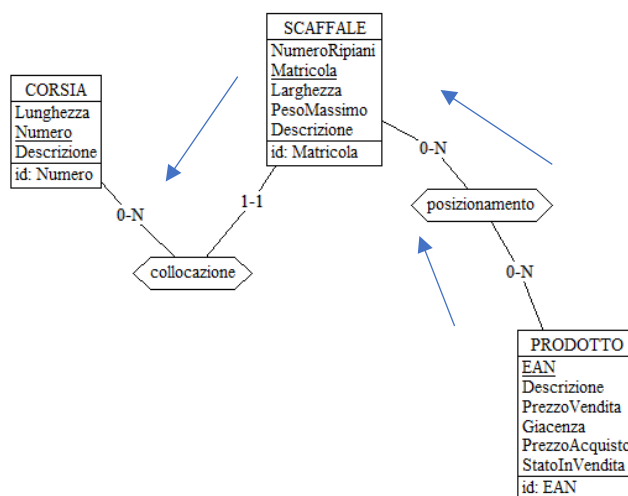 SCAFFALE
NumeroRipiani
Matricola
Larghezza
PesoMassimo
Descrizione
id: Matricola
CORSIA
Lunghezza
Numero
Descrizione
id: Numero
0-N
1-1
collocazione
0-N
posizionamento
0-N
PRODOTTO
EAN
Descrizione
PrezzoVendita
Giacenza
PrezzoAcquisto
StatoInVendita
id: EAN